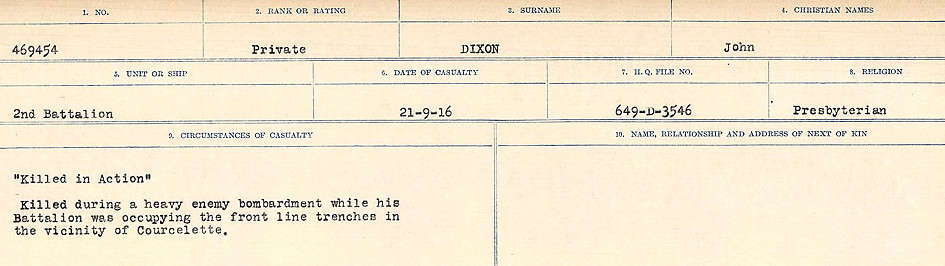 1. NO. 2. RANK OR RATING 3. SURNAME 4. CHRISTIAN NAMES
469454 Private DIXON John
5. UNIT OR SHIP 6. DATE OF CASUALTY 7. H. Q. FILE NO. 8. RELIGION
2nd Battalion 21-9-16 649-D-3546 Presbyterian
9. CIRCUMSTANCES OF CASUALTY 10. NAME, RELATIONSHIP AND ADDRESS OF NEXT OF KIN
"Killed in Action"
Killed during a heavy enemy bombardment while his
Battalion was occupying the front line trenches in
the vicinity of Courcelette.